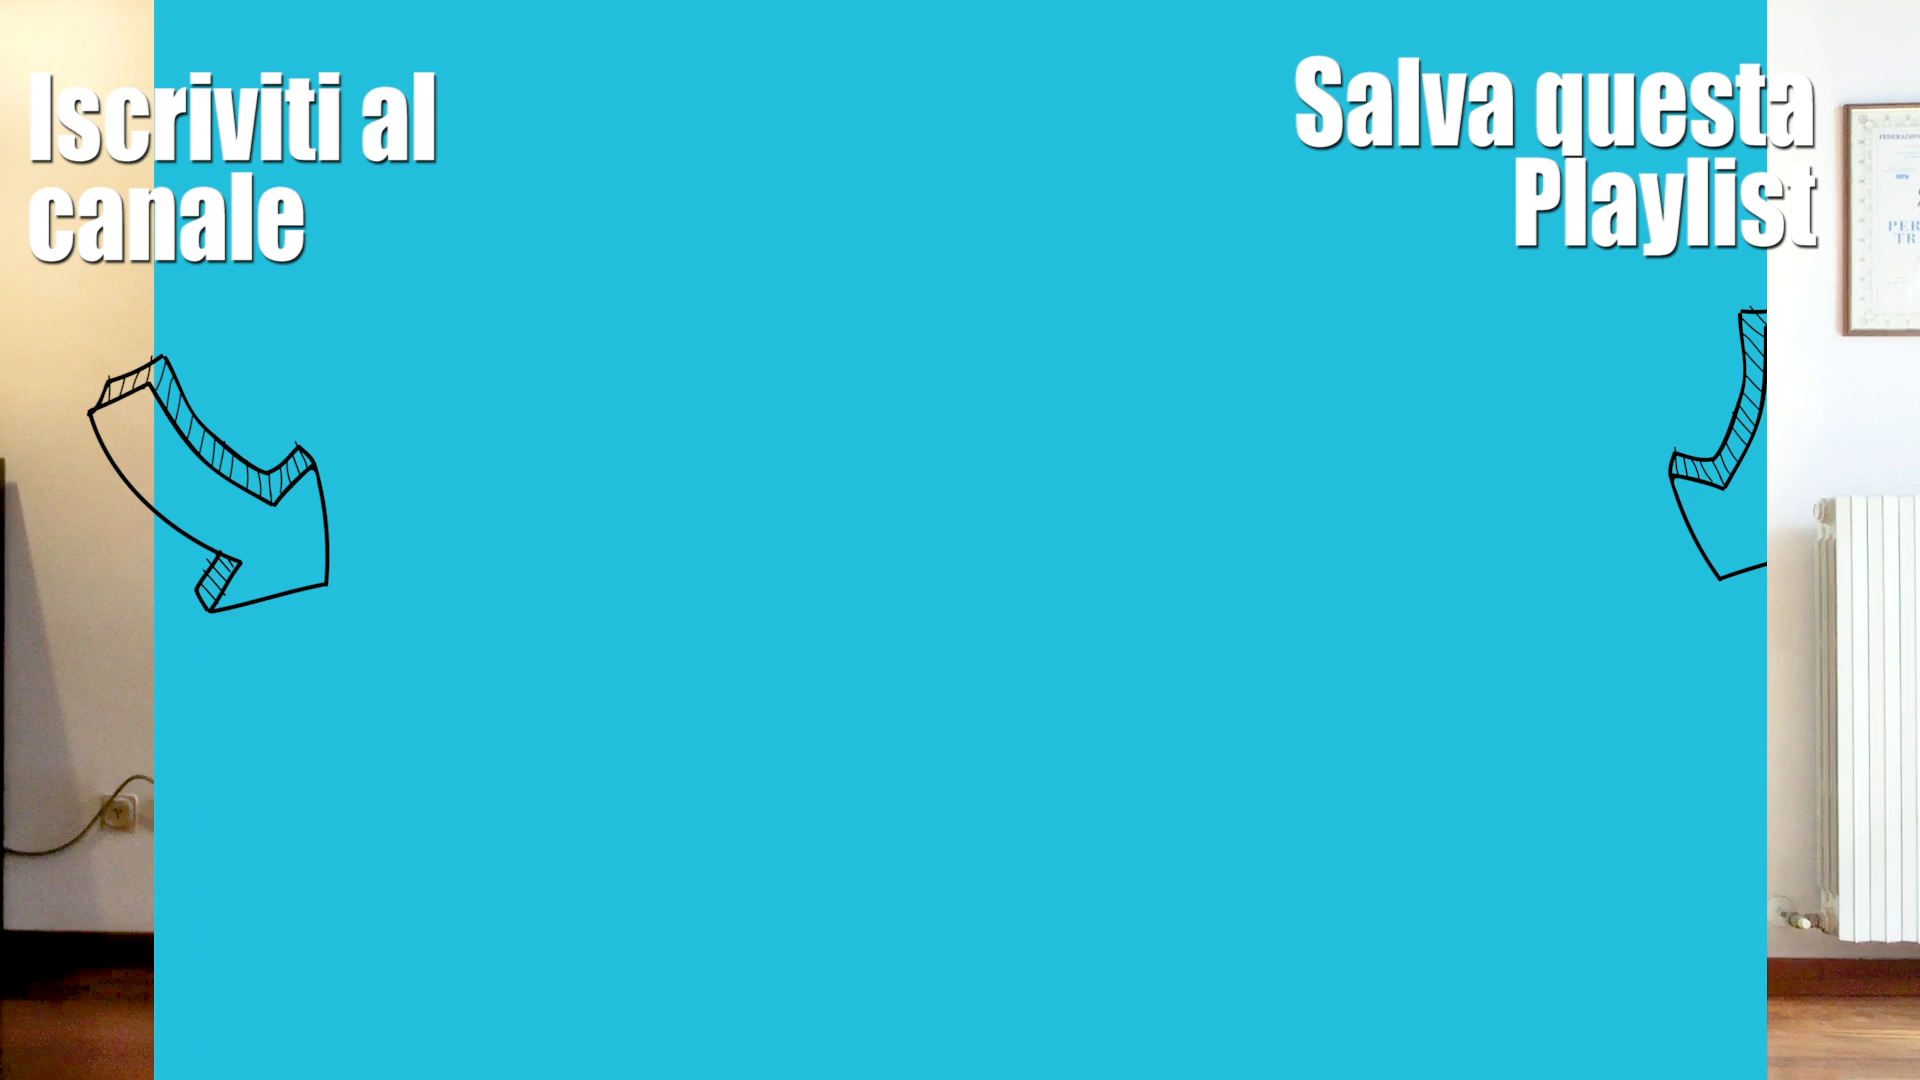 Iscriviti al
canale
Salva questa
Playlist